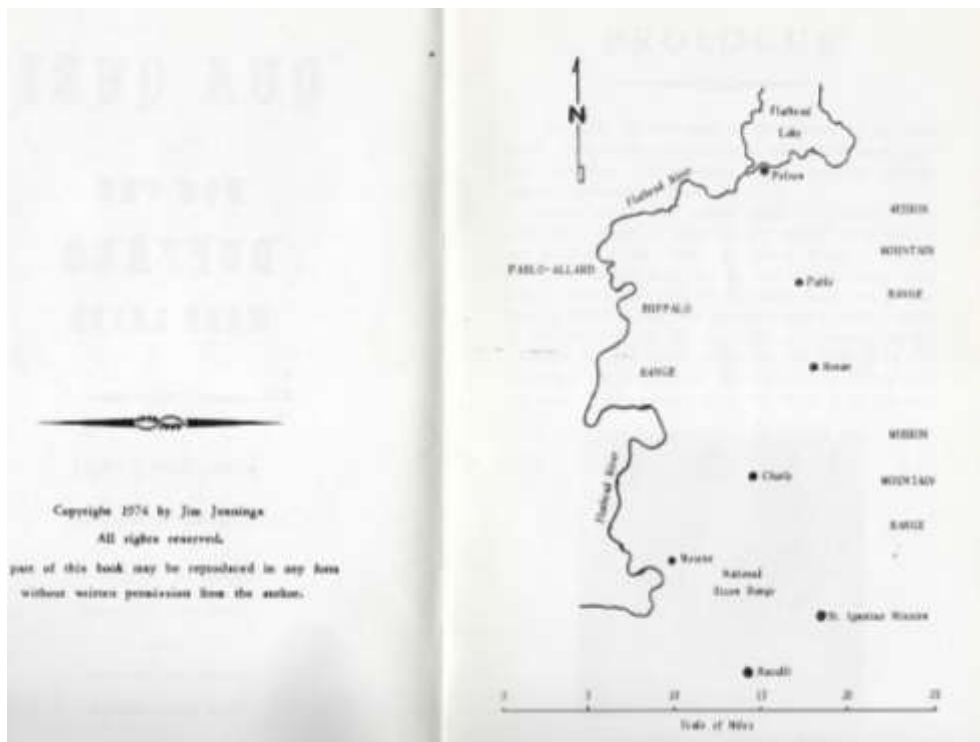 Copyright 1974 by Jim Jennings
All rights reserved.
part of this book may be reproduced in any form
without written permission from the author.
N
Flathead
Lake
Polson
Flathead River
MISSION
MOUNTAIN
RANGE
PABLO-ALLARD
Pablo
BUFFALO
RANGE
Ronan
MISSION
MOUNTAIN
RANGE
Charlo
Flathead River
Moiese
National
Bison Range
St. Ignatius Mission
Ravalli
0 5 10 15 20 25
Scale of Miles